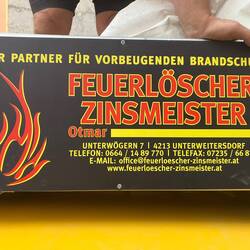 R PARTNER FÜR VORBEUGENDEN BRANDSCHU
FEUERLÖSCHER
ZINSMEISTER
Otmar
UNTERWÖGERN 7 | 4213 UNTERWEITERSDORF
TELEFON: 0664 / 14 89 770 | TELEFAX: 07235 / 66 8
E-MAIL: office@feuerloescher-zinsmeister.at
www.feuerloescher-zinsmeister.at